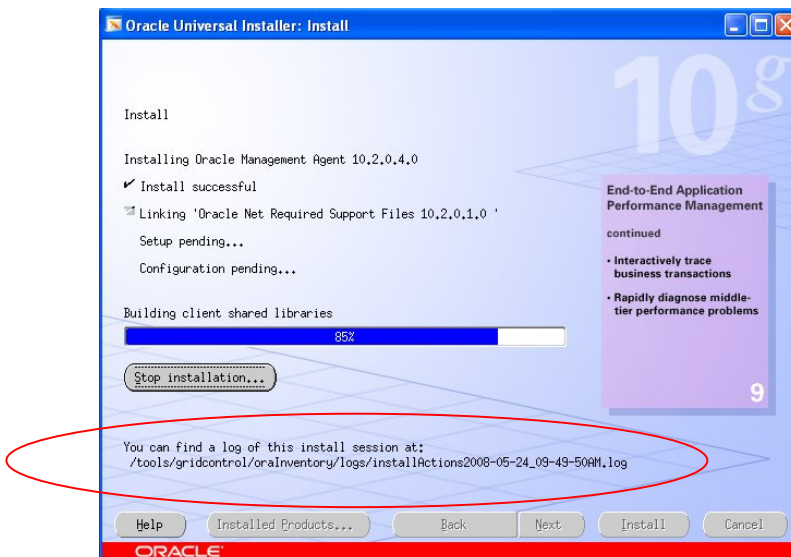 Oracle Universal Installer: Install
10g
Install
Installing Oracle Management Agent 10.2.0.4.0
Install successful
Linking 'Oracle Net Required Support Files 10.2.0.1.0 '
Setup pending...
Configuration pending...
Building client shared libraries
85%
Stop installation...
End-to-End Application
Performance Management
continued
• Interactively trace
business transactions
• Rapidly diagnose middle-
tier performance problems
9
You can find a log of this install session at:
/tools/gridcontrol/oraInventory/logs/installActions2008-05-24_09-49-50AM.log
Help Installed Products... Back Next Install Cancel
ORACLE